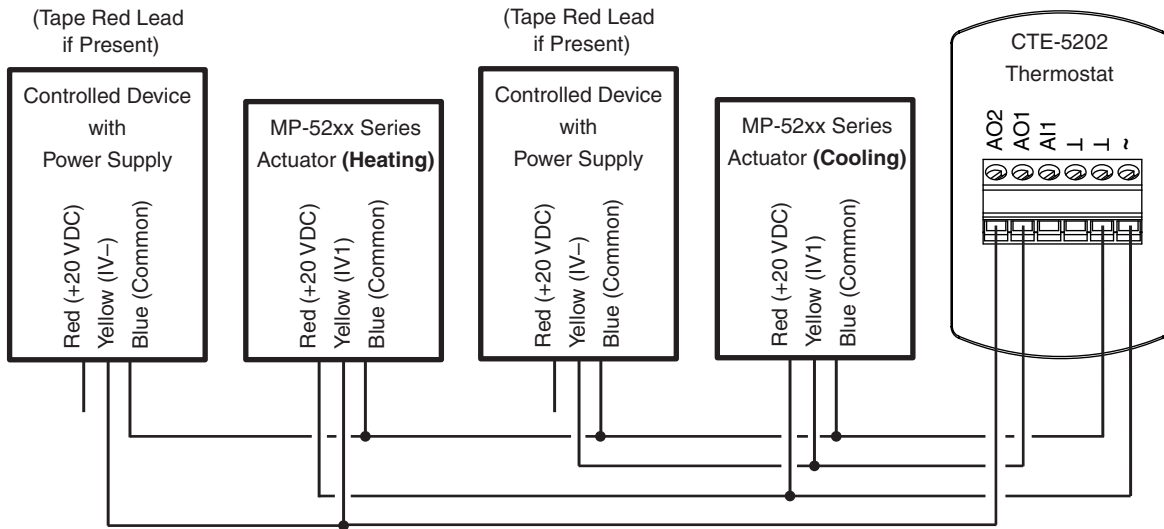 (Tape Red Lead
if Present)
Controlled Device
with
Power Supply
Red (+20 VDC)
Yellow (IV–)
Blue (Common)
MP-52xx Series
Actuator (Heating)
Red (+20 VDC)
Yellow (IV1)
Blue (Common)
(Tape Red Lead
if Present)
Controlled Device
with
Power Supply
Red (+20 VDC)
Yellow (IV–)
Blue (Common)
MP-52xx Series
Actuator (Cooling)
Red (+20 VDC)
Yellow (IV1)
Blue (Common)
CTE-5202
Thermostat
AO2
AO1
AI1
⊥
⊥
~